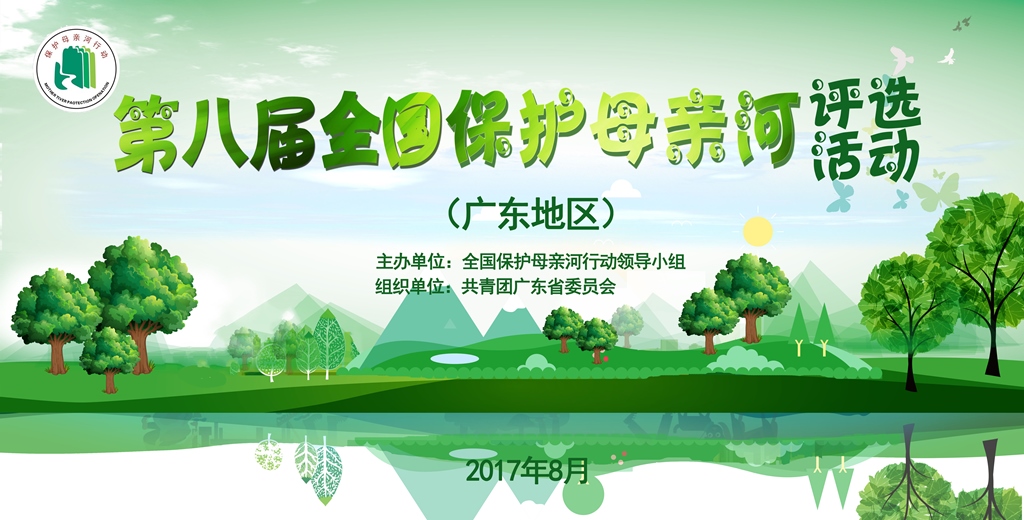 保护母亲河行动
第八届全国保护母亲河评选活动
（广东地区）
主办单位：全国保护母亲河行动领导小组
组织单位：共青团广东省委员会
2017年8月